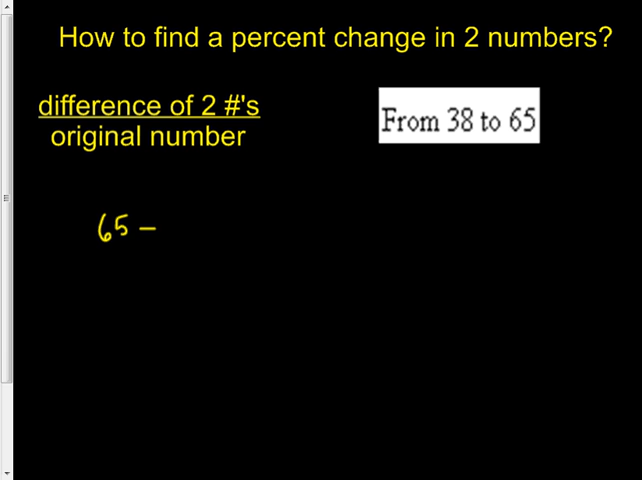 How to find a percent change in 2 numbers?
difference of 2 #'s
original number
From 38 to 65
65 –